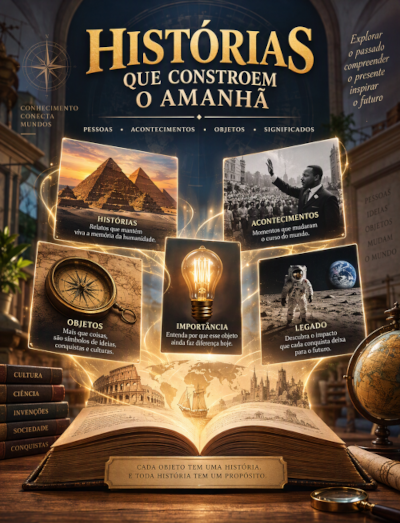 HISTÓRIAS
QUE CONSTROEM
O AMANHÃ
Explorar
o passado
compreender
o presente
inspirar
o futuro
CONHECIMENTO
CONECTA
MUNDOS
PESSOAS • ACONTECIMENTOS • OBJETOS • SIGNIFICADOS
HISTÓRIAS
Relatos que mantêm
viva a memória da humanidade.
ACONTECIMENTOS
Momentos que mudaram
o curso do mundo.
OBJETOS
Mais que coisas,
são símbolos de ideias,
conquistas e culturas.
IMPORTÂNCIA
Entenda por que esse objeto
ainda faz diferença hoje.
LEGADO
Descubra o impacto
que cada conquista deixa
para o futuro.
PESSOAS
IDEIAS
OBJETOS
O MUNDO
CULTURA
CIÊNCIA
INVENÇÕES
SOCIEDADE
CONQUISTAS
CADA OBJETO TEM UMA HISTÓRIA,
E TODA HISTÓRIA TEM UM PROPÓSITO.